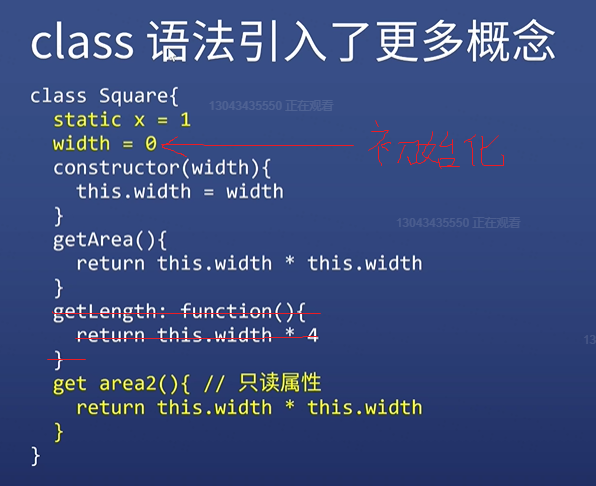 class 语法引入了更多概念
class Square{
13043435550 正在观看
static x = 1
width = 0
初始化
constructor(width){
this.width = width
}
13043435550 正在观看
getArea(){
return this.width * this.width
}
getLength: function(){
return this.width * 4
13
}
get area2(){ // 只读属性
return this.width * this.width
}
}